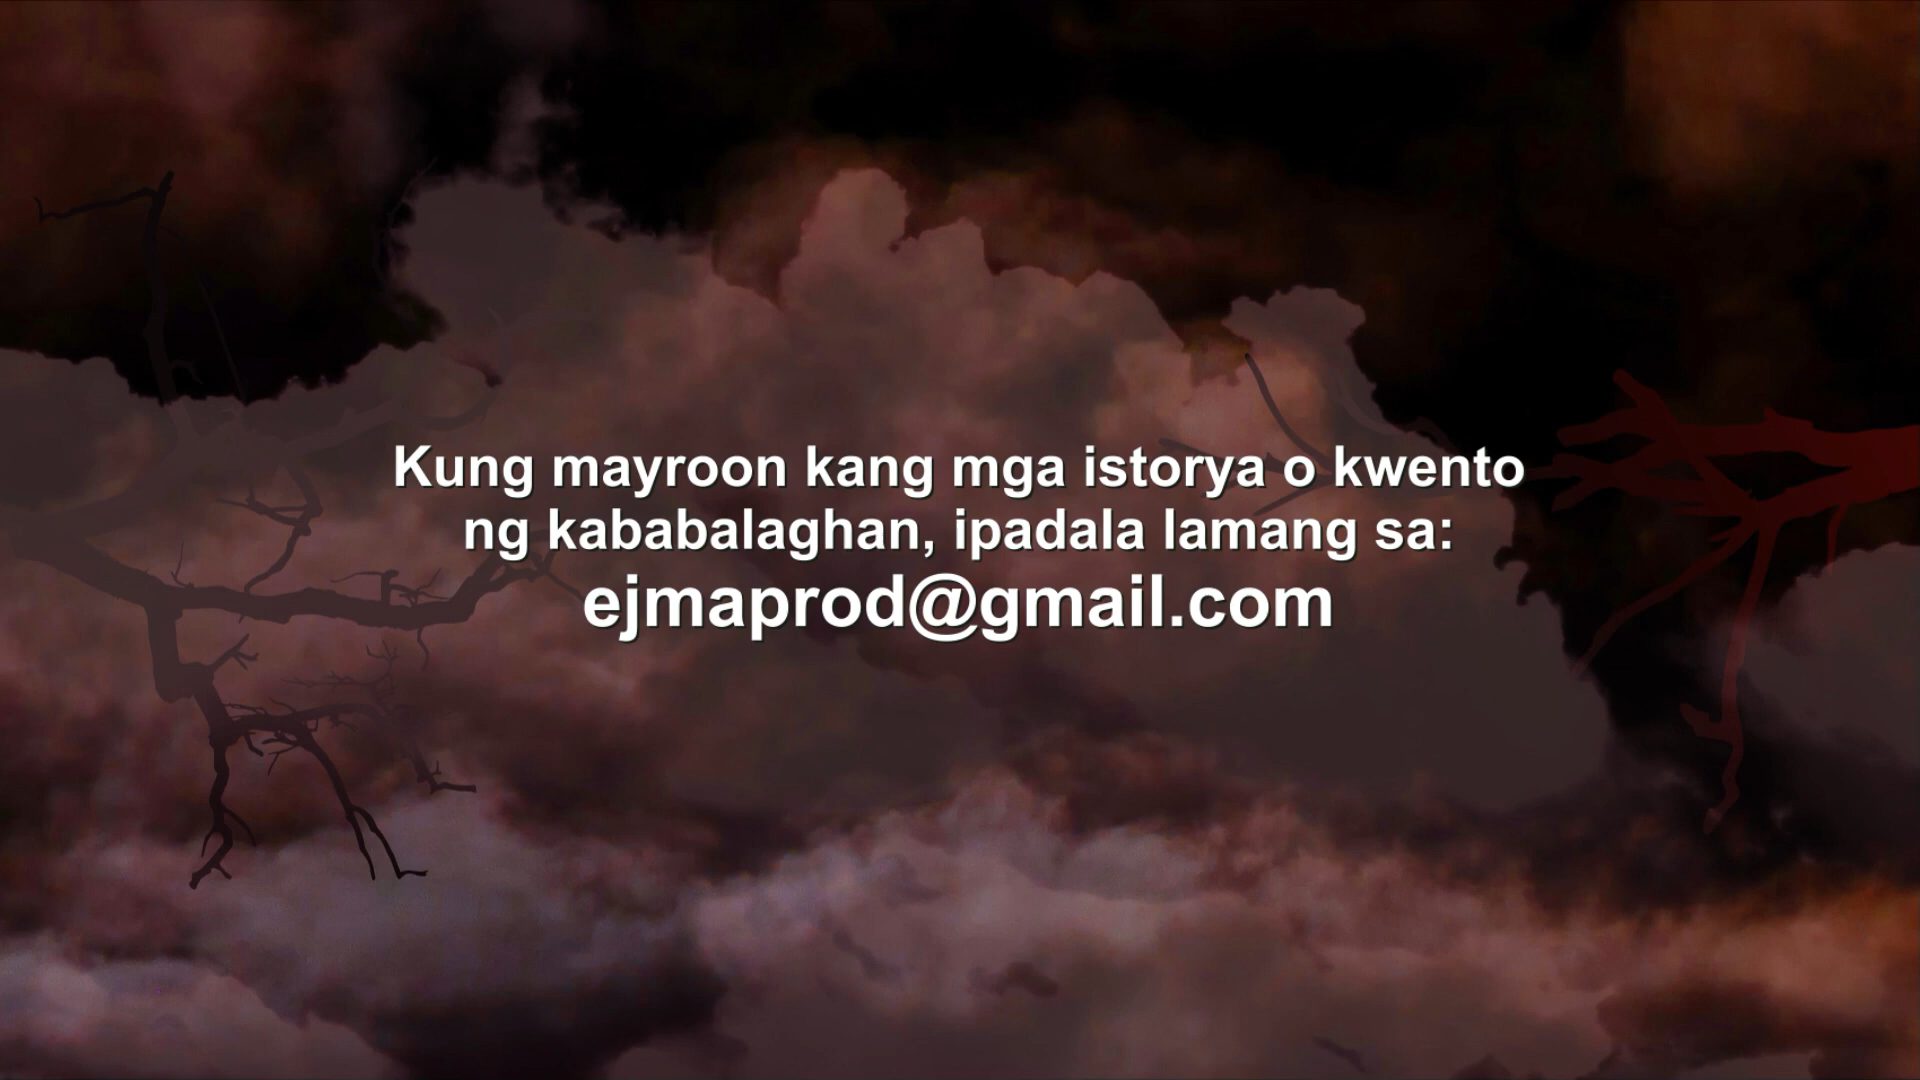 Kung mayroon kang mga istorya o kwento
ng kababalaghan, ipadala lamang sa:
ejmaprod@gmail.com